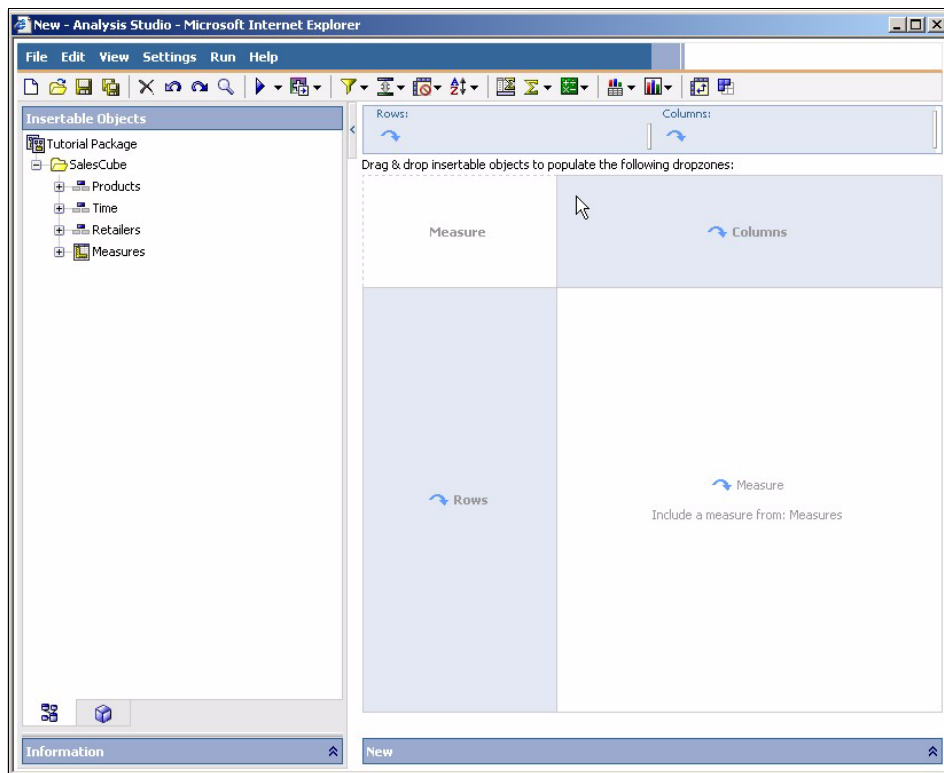 New - Analysis Studio - Microsoft Internet Explorer
File Edit View Settings Run Help
Insertable Objects
Tutorial Package
SalesCube
Products
Time
Retailers
Measures
Rows:
Columns:
Drag & drop insertable objects to populate the following dropzones:
Measure
Columns
Rows
Measure
Include a measure from: Measures
Information
New